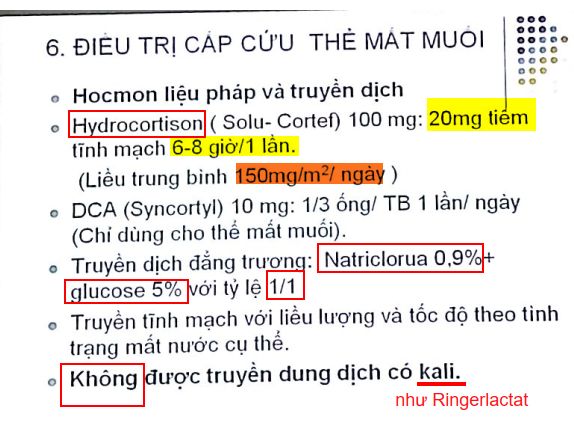 6. ĐIỀU TRỊ CẤP CỨU THỂ MẤT MUỐI
Hocmon liệu pháp và truyền dịch
Hydrocortison ( Solu- Cortef) 100 mg: 20mg tiêm
tĩnh mạch 6-8 giờ/1 lần.
(Liều trung bình 150mg/m²/ ngày )
DCA (Syncortyl) 10 mg: 1/3 ống/ TB 1 lần/ ngày
(Chỉ dùng cho thể mất muối).
Truyền dịch đẳng trương: Natriclorua 0,9%+
glucose 5% với tỷ lệ 1/1
Truyền tĩnh mạch với liều lượng và tốc độ theo tình
trạng mất nước cụ thể.
Không được truyền dung dịch có kali.
như Ringerlactat